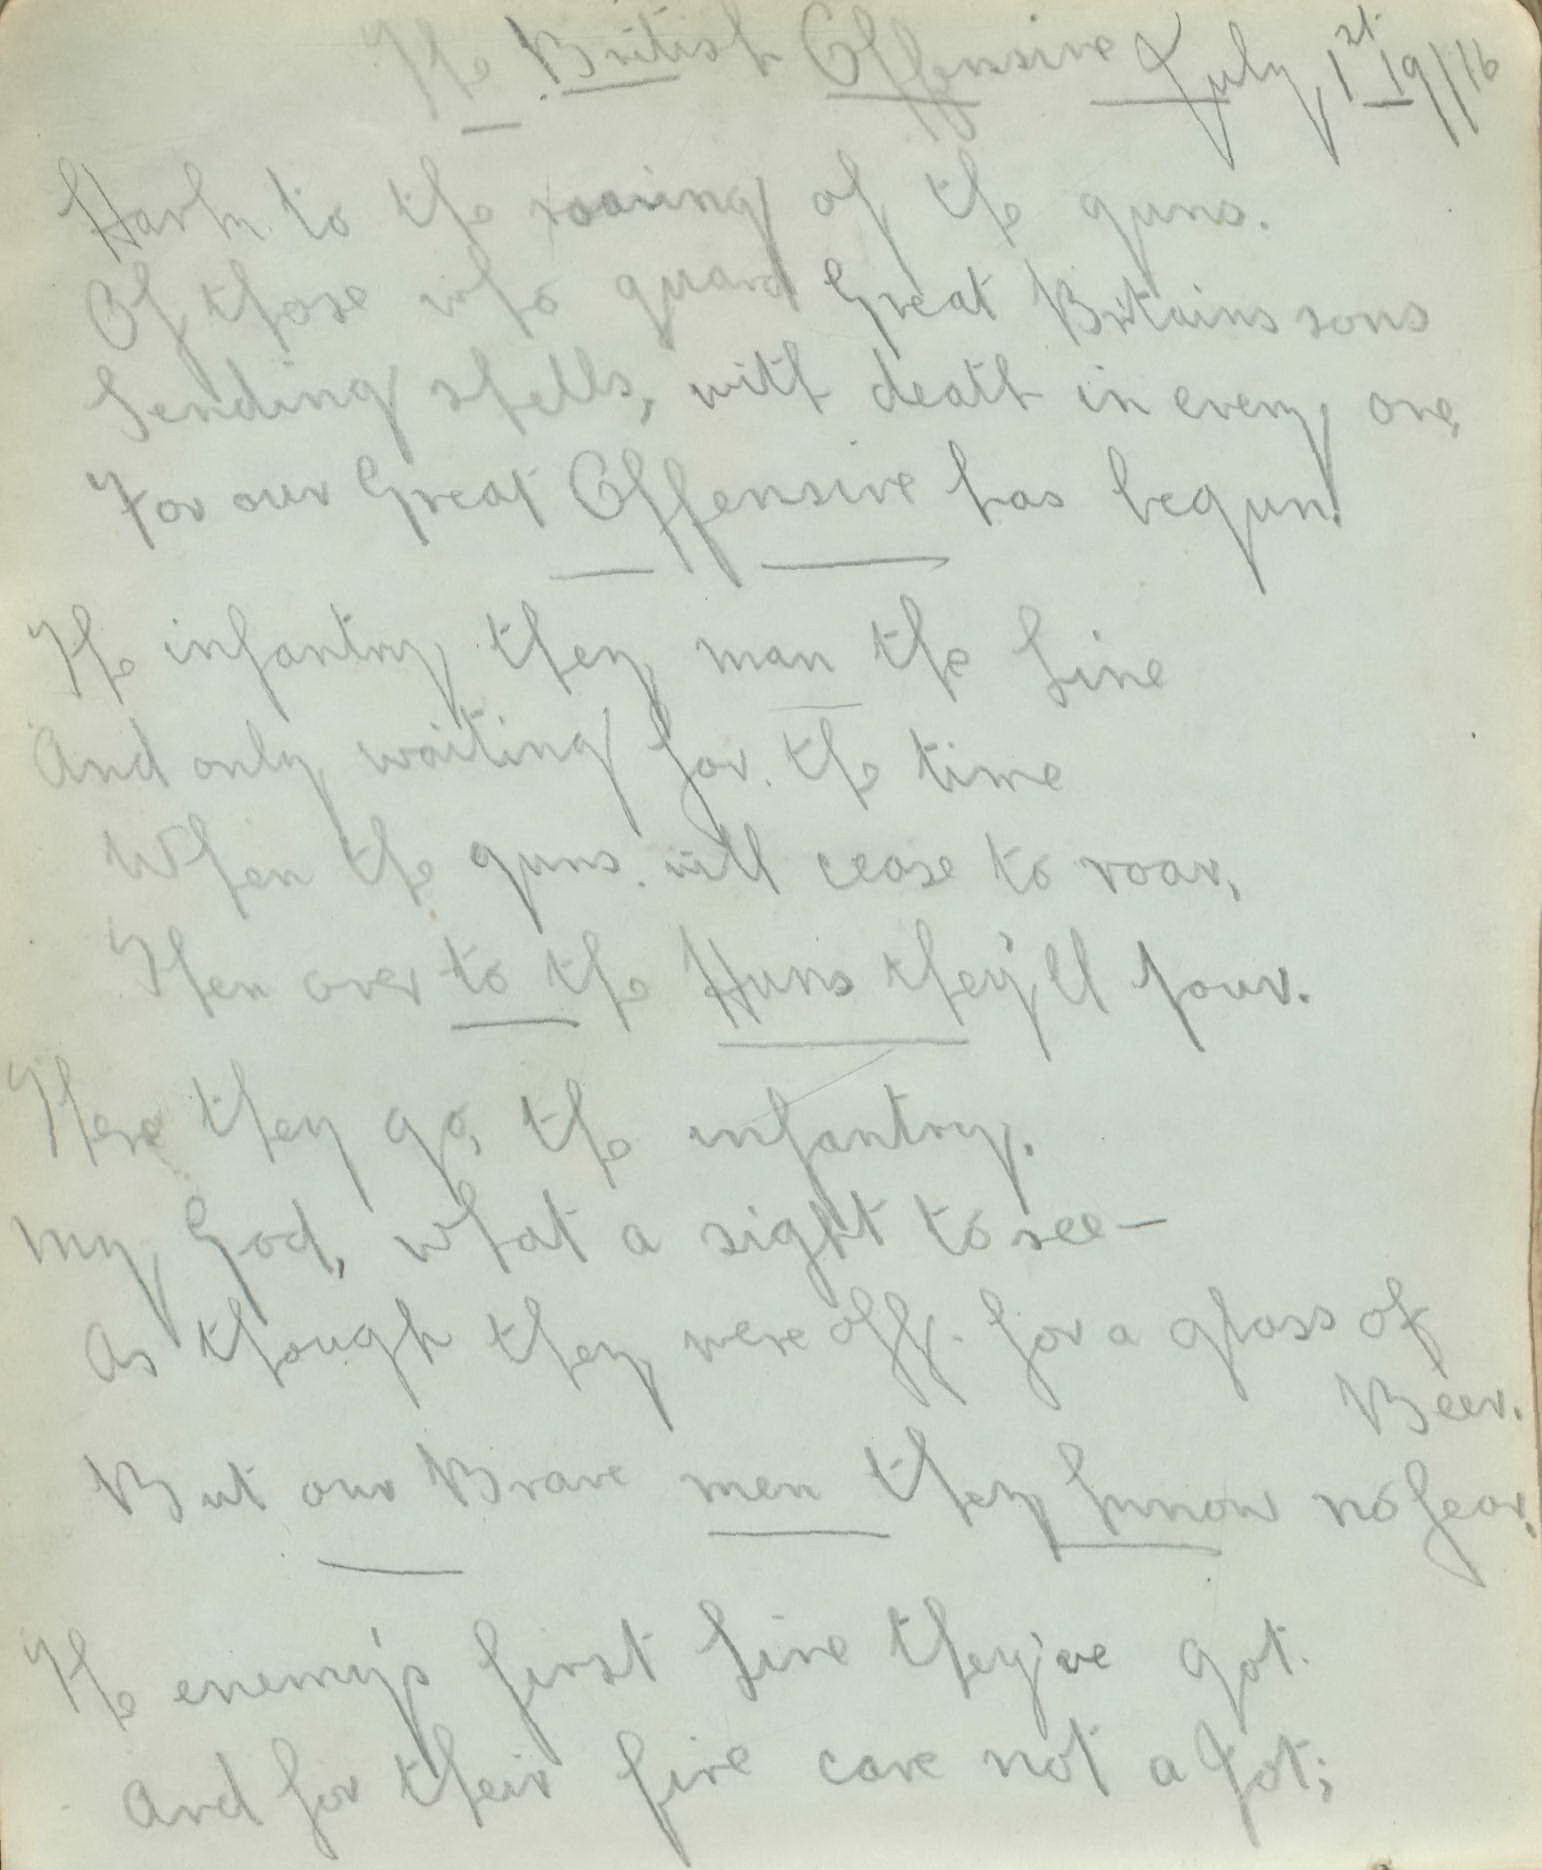 The British Offensive July 1st 19/16
Hark to the roaring of the guns.
Of those who guard Great Britains sons
Sending shells, with death in every one,
For our Great Offensive has begun.
The infantry they man the Line
And only waiting for the time
When the guns will cease to roar,
Then over to the Huns they'll pour.
There they go, the infantry.
My God, what a sight to see —
As though they were off for a glass of
Beer.
But our Brave men they know no fear.
The enemy's first Line they've got.
And for their fire care not a jot;